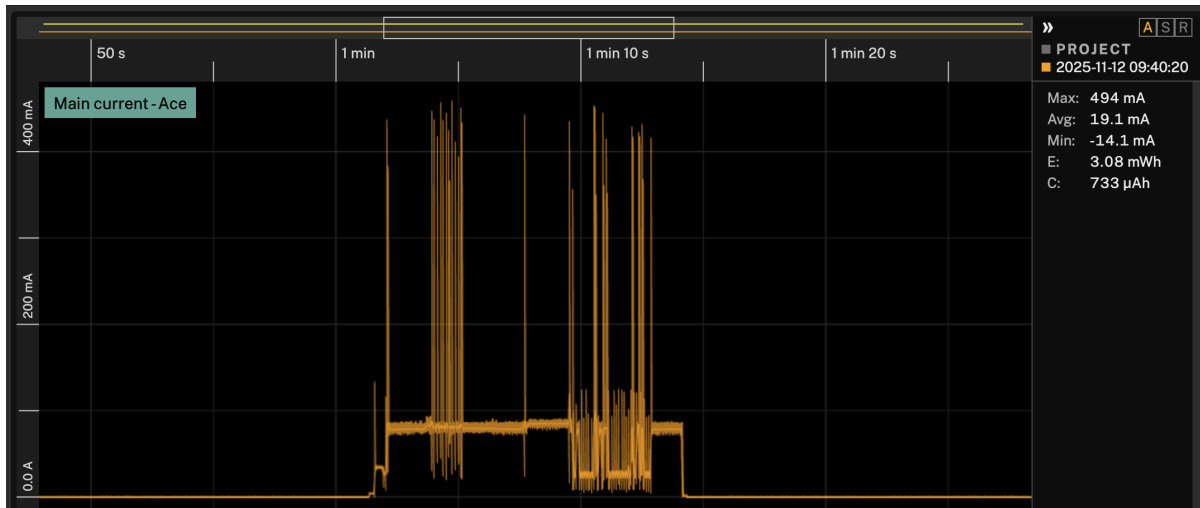 50 s
1 min
1 min 10 s
1 min 20 s
»
A S R
PROJECT
2025-11-12 09:40:20
Main current - Ace
Max: 494 mA
Avg: 19.1 mA
Min: -14.1 mA
E: 3.08 mWh
C: 733 µAh
400 mA
200 mA
0.0 A